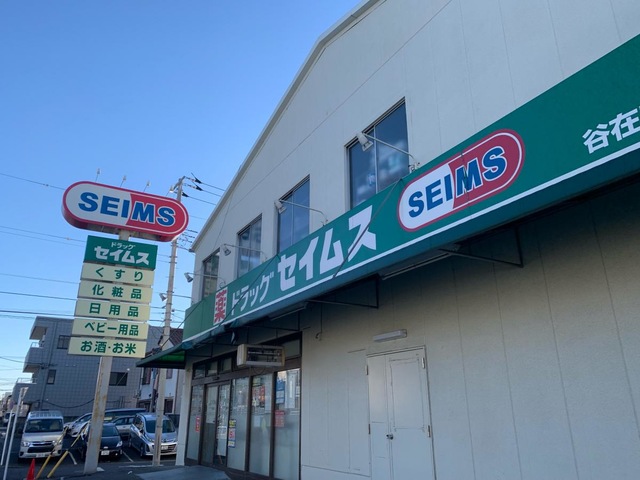 SEIMS
ドラッグ
セイムス
くすり
化粧品
日用品
ベビー用品
お酒・お米
薬 ドラッグ セイムス SEIMS 谷在